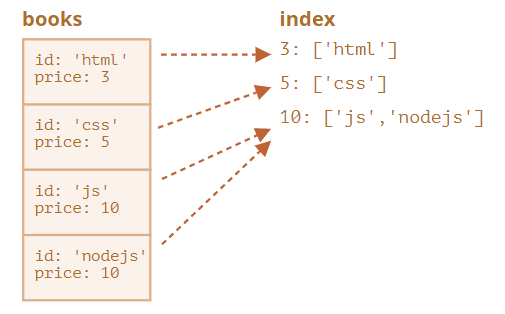 books
id: 'html'
price: 3
id: 'css'
price: 5
id: 'js'
price: 10
id: 'nodejs'
price: 10
index
3: ['html']
5: ['css']
10: ['js','nodejs']